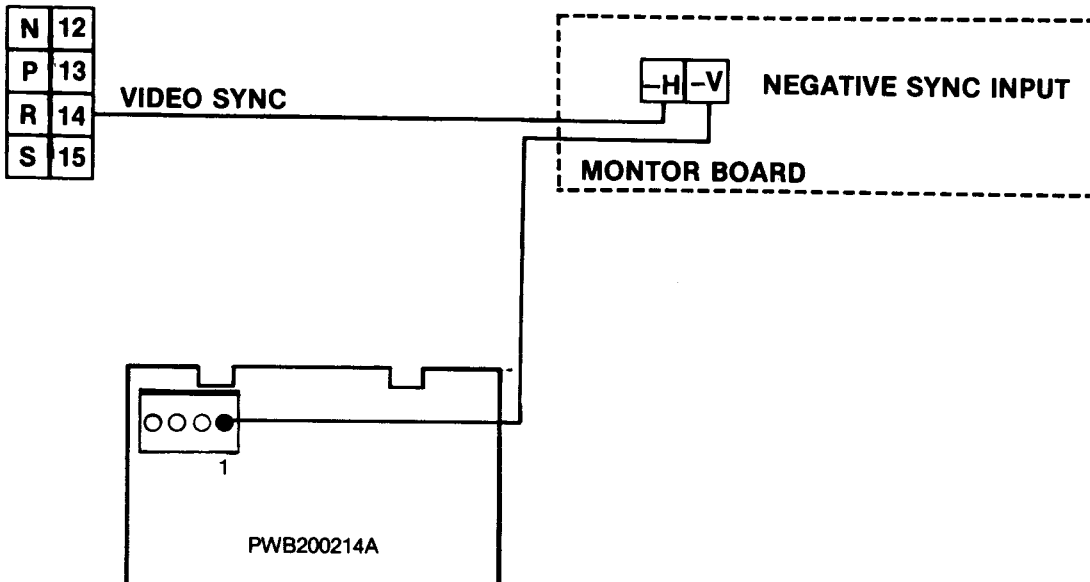 N 12
P 13
R 14
S 15
VIDEO SYNC
–H –V
NEGATIVE SYNC INPUT
MONTOR BOARD
1
PWB200214A